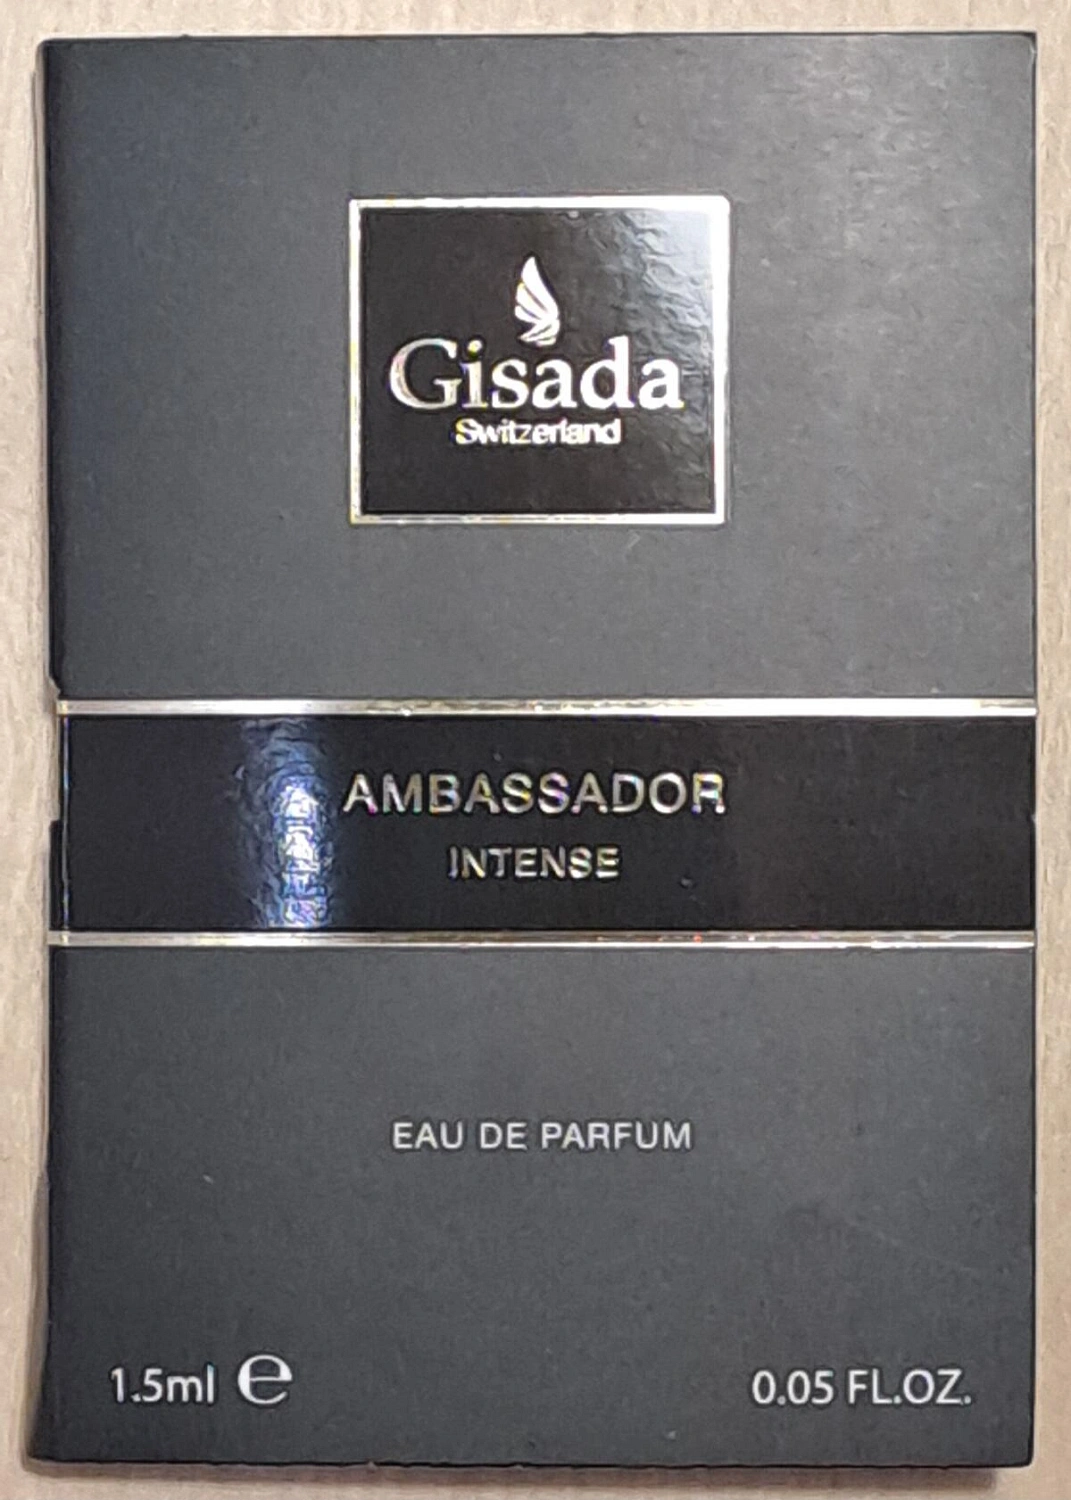 Gisada
Switzerland
AMBASSADOR
INTENSE
EAU DE PARFUM
1.5ml ℮
0.05 FL.OZ.